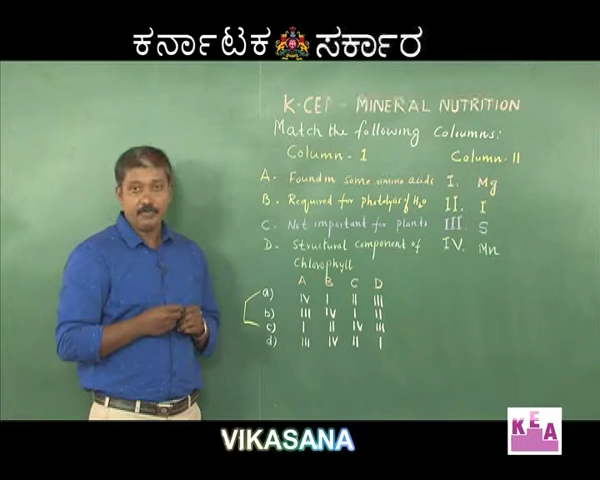 ಕರ್ನಾಟಕ ಸರ್ಕಾರ
K-CET - MINERAL NUTRITION
Match the following Columns:
Column - I Column - II
A - Found in some amino acids I. Mg
B - Required for photolysis of H2O II. I
C - Not important for plants III. S
D - Structural component of Chlorophyll IV. Mn
A B C D
a) IV I II III
b) III IV I II
c) I II IV III
d) III IV II I
VIKASANA
KEA